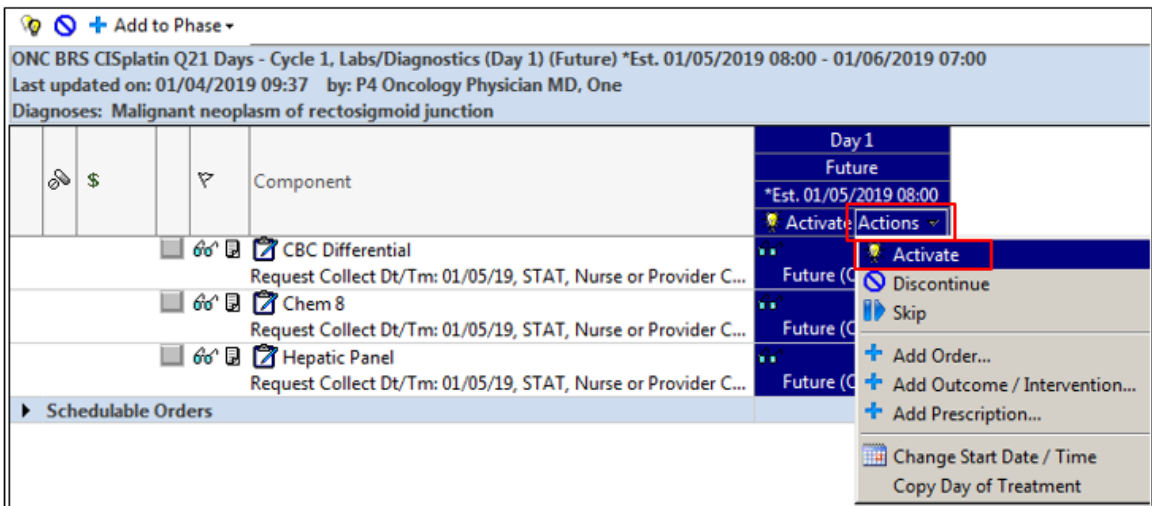 Add to Phase
ONC BRS CISplatin Q21 Days - Cycle 1, Labs/Diagnostics (Day 1) (Future) *Est. 01/05/2019 08:00 - 01/06/2019 07:00
Last updated on: 01/04/2019 09:37 by: P4 Oncology Physician MD, One
Diagnoses: Malignant neoplasm of rectosigmoid junction
$ Component
Day 1
Future
*Est. 01/05/2019 08:00
Activate Actions
CBC Differential
Request Collect Dt/Tm: 01/05/19, STAT, Nurse or Provider C...
Future (C
Chem 8
Request Collect Dt/Tm: 01/05/19, STAT, Nurse or Provider C...
Future (C
Hepatic Panel
Request Collect Dt/Tm: 01/05/19, STAT, Nurse or Provider C...
Future (C
Schedulable Orders
Activate
Discontinue
Skip
Add Order...
Add Outcome / Intervention...
Add Prescription...
Change Start Date / Time
Copy Day of Treatment